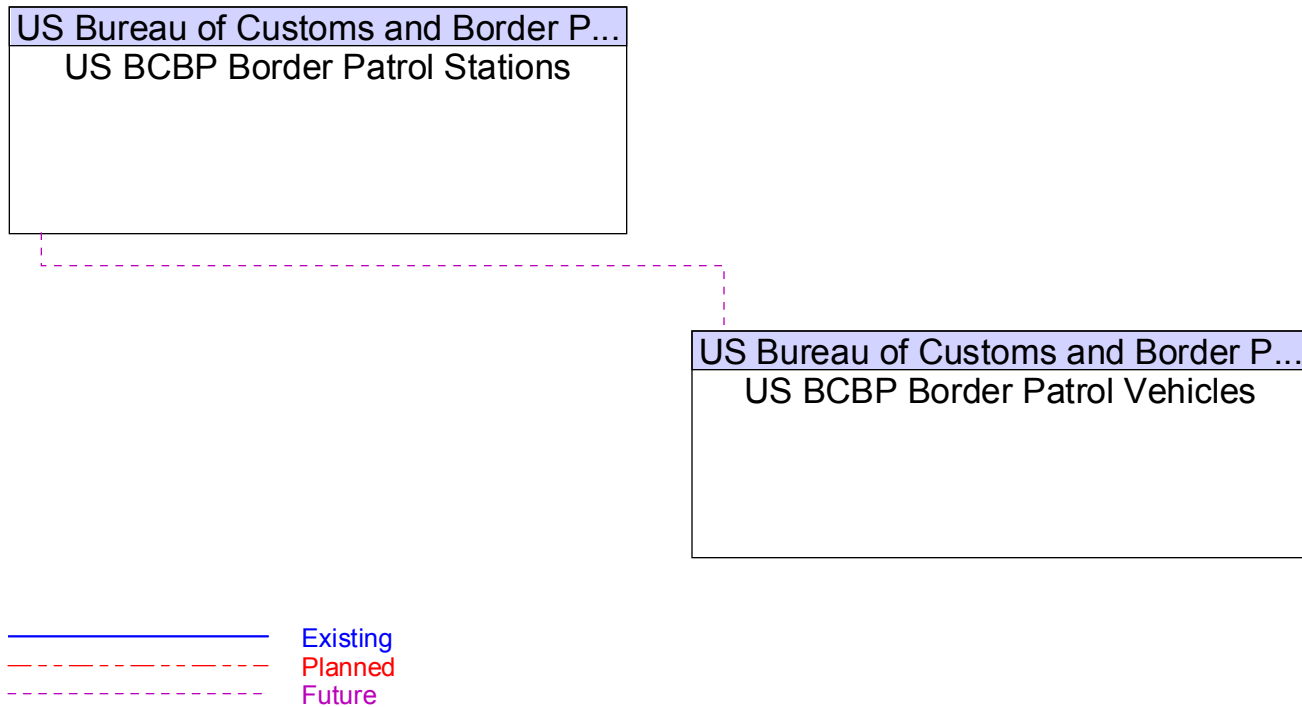 US Bureau of Customs and Border P...
US BCBP Border Patrol Stations
US Bureau of Customs and Border P...
US BCBP Border Patrol Vehicles
Existing
Planned
Future